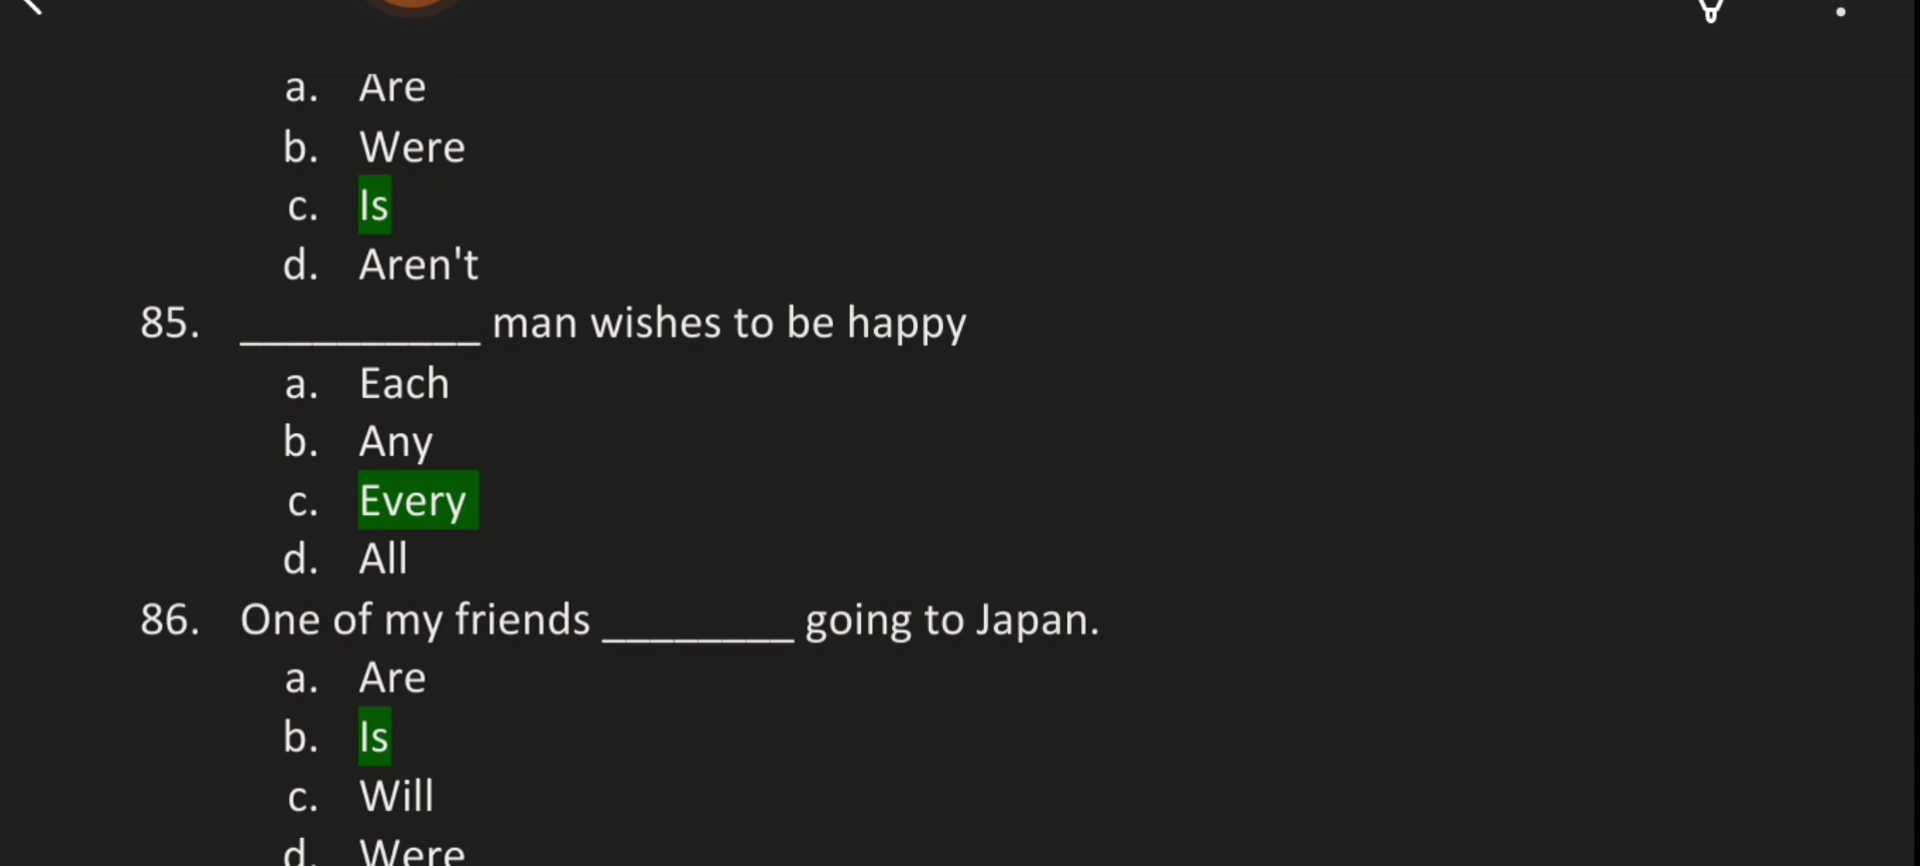 a. Are
b. Were
c. Is
d. Aren't
85. __________ man wishes to be happy
a. Each
b. Any
c. Every
d. All
86. One of my friends ________ going to Japan.
a. Are
b. Is
c. Will
d. Were